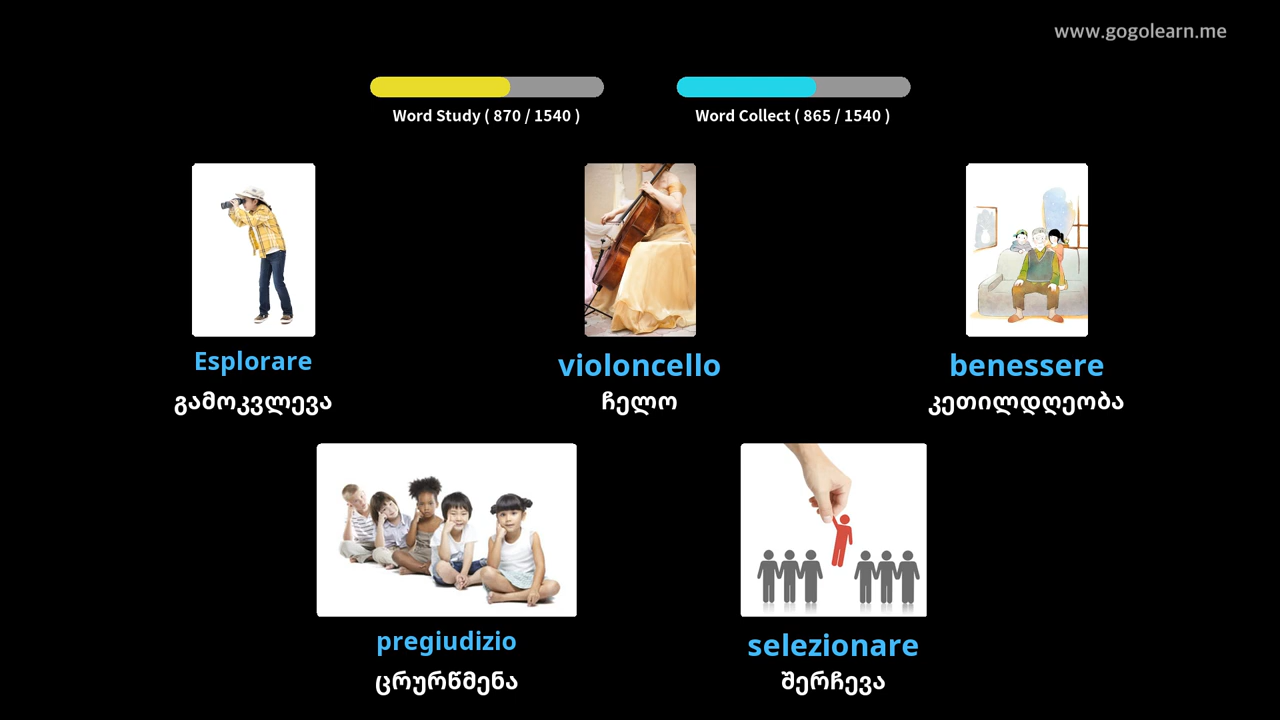 www.gogolearn.me
Word Study ( 870 / 1540 )
Word Collect ( 865 / 1540 )
Esplorare
გამოკვლევა
violoncello
ჩელო
benessere
კეთილდღეობა
pregiudizio
ცრურწმენა
selezionare
შერჩევა